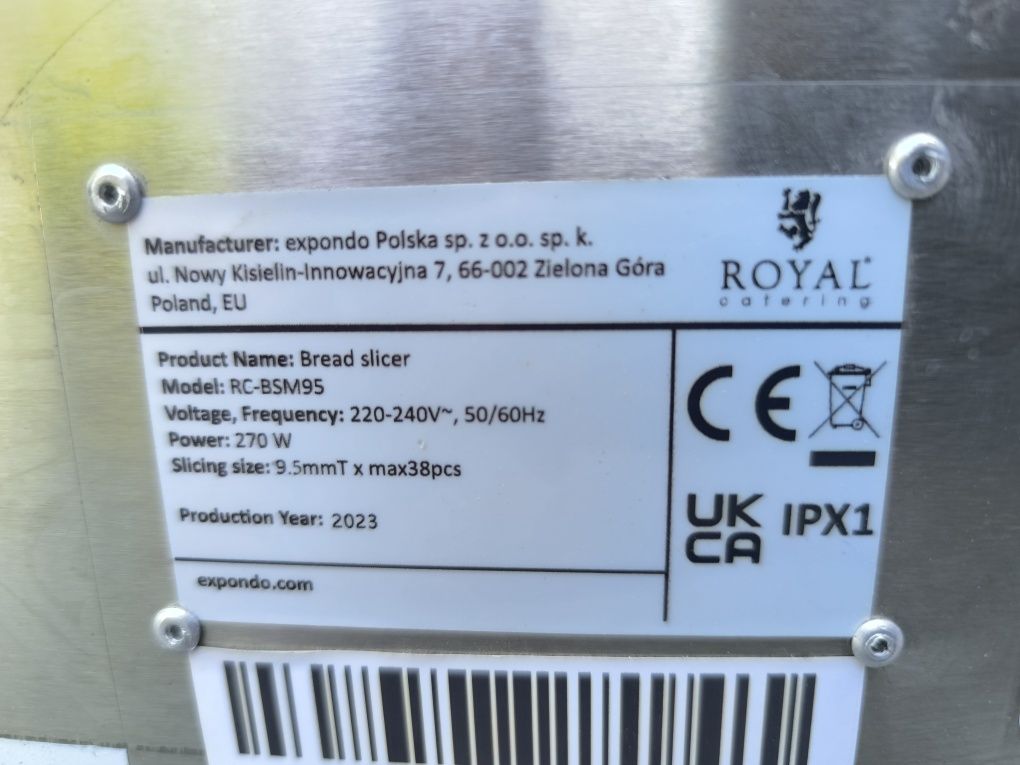 Manufacturer: expondo Polska sp. z o.o. sp. k.
ul. Nowy Kisielin-Innowacyjna 7, 66-002 Zielona Góra
Poland, EU
ROYAL
catering
Product Name: Bread slicer
Model: RC-BSM95
Voltage, Frequency: 220-240V~, 50/60Hz
Power: 270 W
Slicing size: 9.5mmT x max38pcs
Production Year: 2023
expondo.com
CE
UK
CA
IPX1